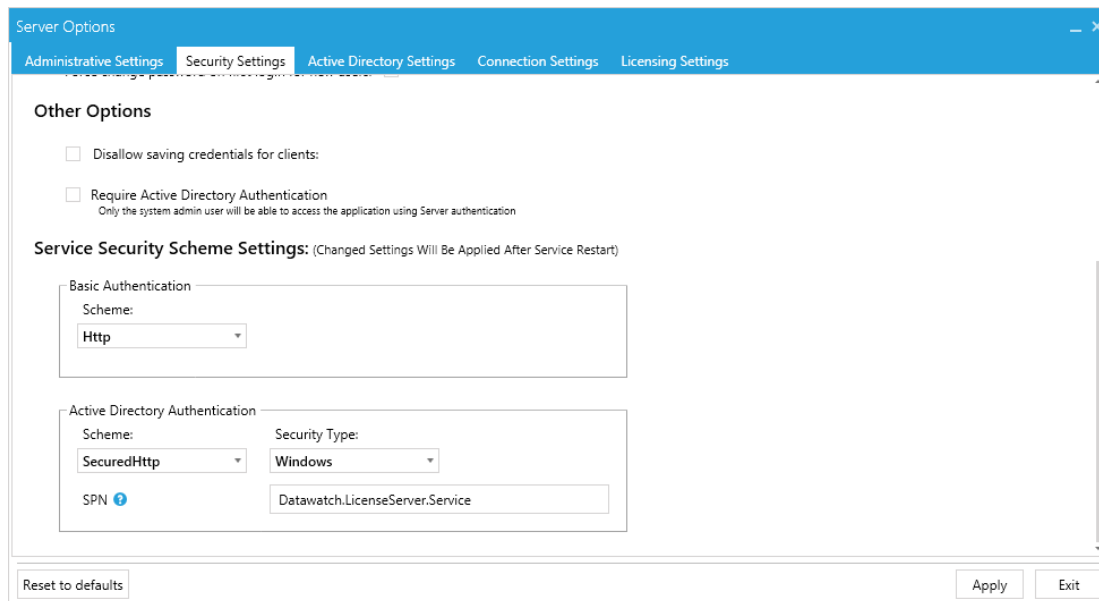 Server Options
Administrative Settings Security Settings Active Directory Settings Connection Settings Licensing Settings
Other Options
Disallow saving credentials for clients:
Require Active Directory Authentication
Only the system admin user will be able to access the application using Server authentication
Service Security Scheme Settings: (Changed Settings Will Be Applied After Service Restart)
Basic Authentication
Scheme:
Http
Active Directory Authentication
Scheme: Security Type:
SecuredHttp Windows
SPN ? Datawatch.LicenseServer.Service
Reset to defaults Apply Exit